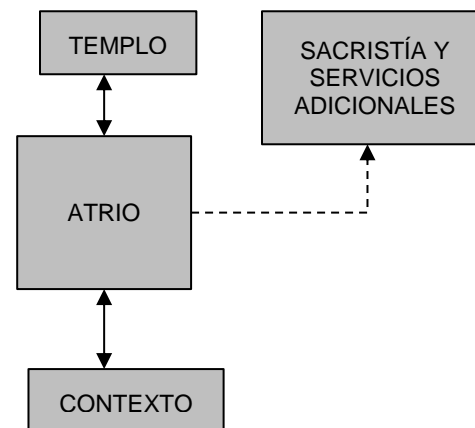 TEMPLO
SACRISTÍA Y
SERVICIOS
ADICIONALES
ATRIO
CONTEXTO